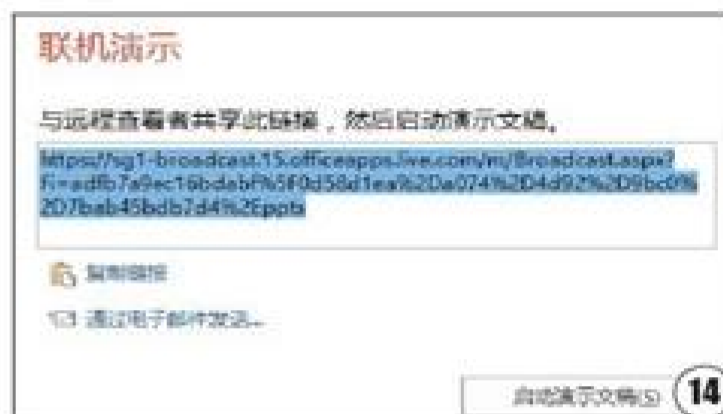 联机演示
与远程查看者共享此链接，然后启动演示文稿。
https://sg1-broadcast.15.officeapps.live.com/m/Broadcast.aspx?
Fi=adfb7a9ec16bdabf%5F0d58d1ea%2Da074%2D4d92%2D9bc0%
2D7bab45bdb7d4%2Epptx
复制链接
通过电子邮件发送...
启动演示文稿(S)
14